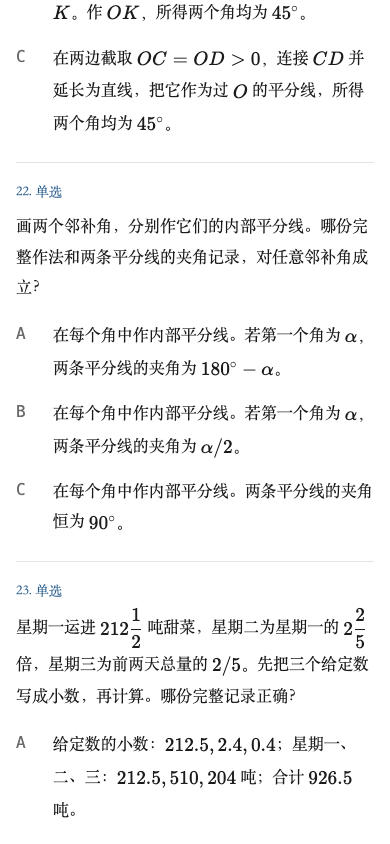 K。作 OK，所得两个角均为 45°。
C 在两边截取 OC = OD > 0，连接 CD 并
延长为直线，把它作为过 O 的平分线，所得
两个角均为 45°。
22. 单选
画两个邻补角，分别作它们的内部平分线。哪份完
整作法和两条平分线的夹角记录，对任意邻补角成
立？
A 在每个角中作内部平分线。若第一个角为 α，
两条平分线的夹角为 180° − α。
B 在每个角中作内部平分线。若第一个角为 α，
两条平分线的夹角为 α/2。
C 在每个角中作内部平分线。两条平分线的夹角
恒为 90°。
23. 单选
星期一运进 212 1/2 吨甜菜，星期二为星期一的 2 2/5
倍，星期三为前两天总量的 2/5。先把三个给定数
写成小数，再计算。哪份完整记录正确？
A 给定数的小数：212.5, 2.4, 0.4；星期一、
二、三：212.5, 510, 204 吨；合计 926.5
吨。